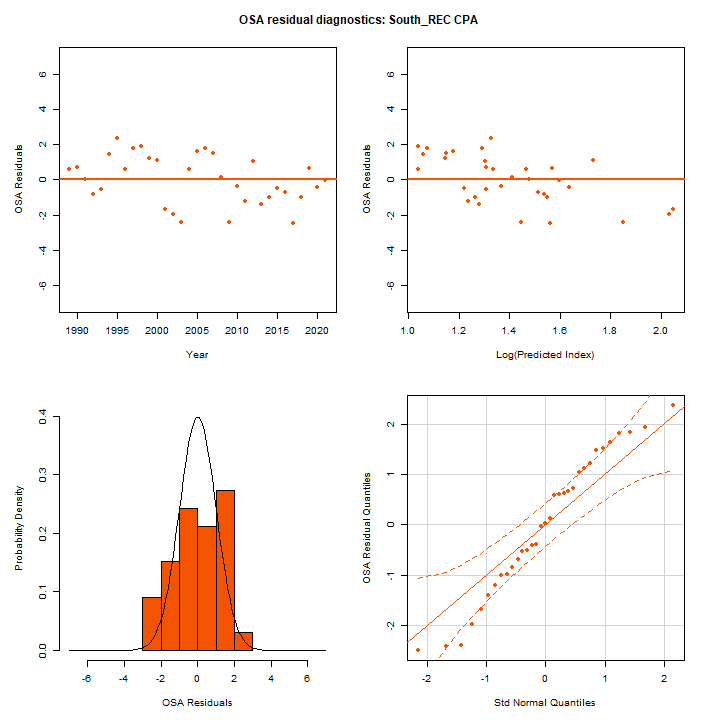 OSA residual diagnostics: South_REC CPA
OSA Residuals
6
4
2
0
-2
-4
-6
1990 1995 2000 2005 2010 2015 2020
Year
OSA Residuals
6
4
2
0
-2
-4
-6
1.0 1.2 1.4 1.6 1.8 2.0
Log(Predicted Index)
Probability Density
0.4
0.3
0.2
0.1
0.0
-6 -4 -2 0 2 4 6
OSA Residuals
OSA Residual Quantiles
2
1
0
-1
-2
-2 -1 0 1 2
Std Normal Quantiles